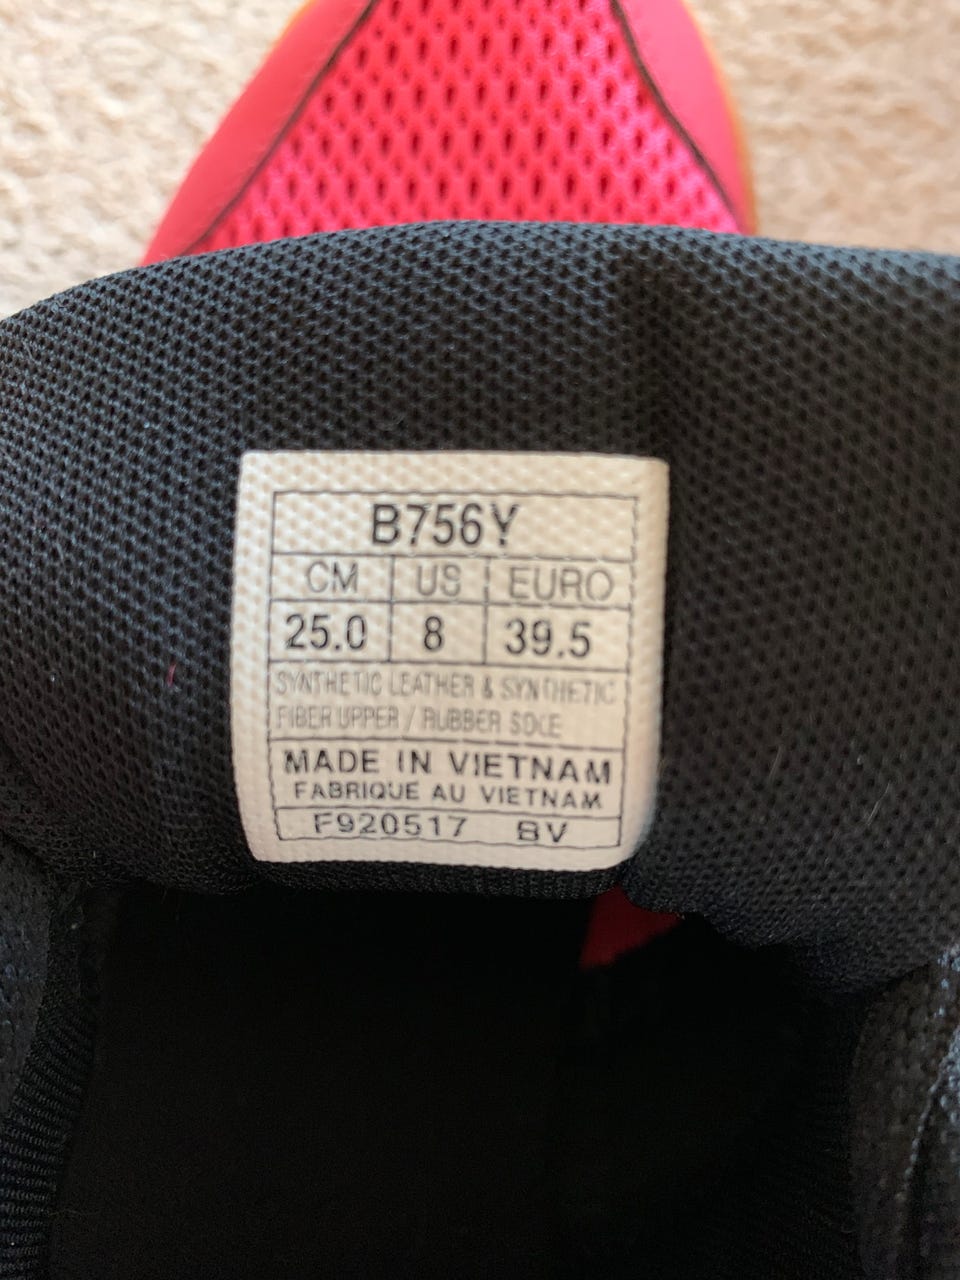 B756Y
CM US EURO
25.0 8 39.5
SYNTHETIC LEATHER & SYNTHETIC
FIBER UPPER / RUBBER SOLE
MADE IN VIETNAM
FABRIQUE AU VIETNAM
F920517 BV